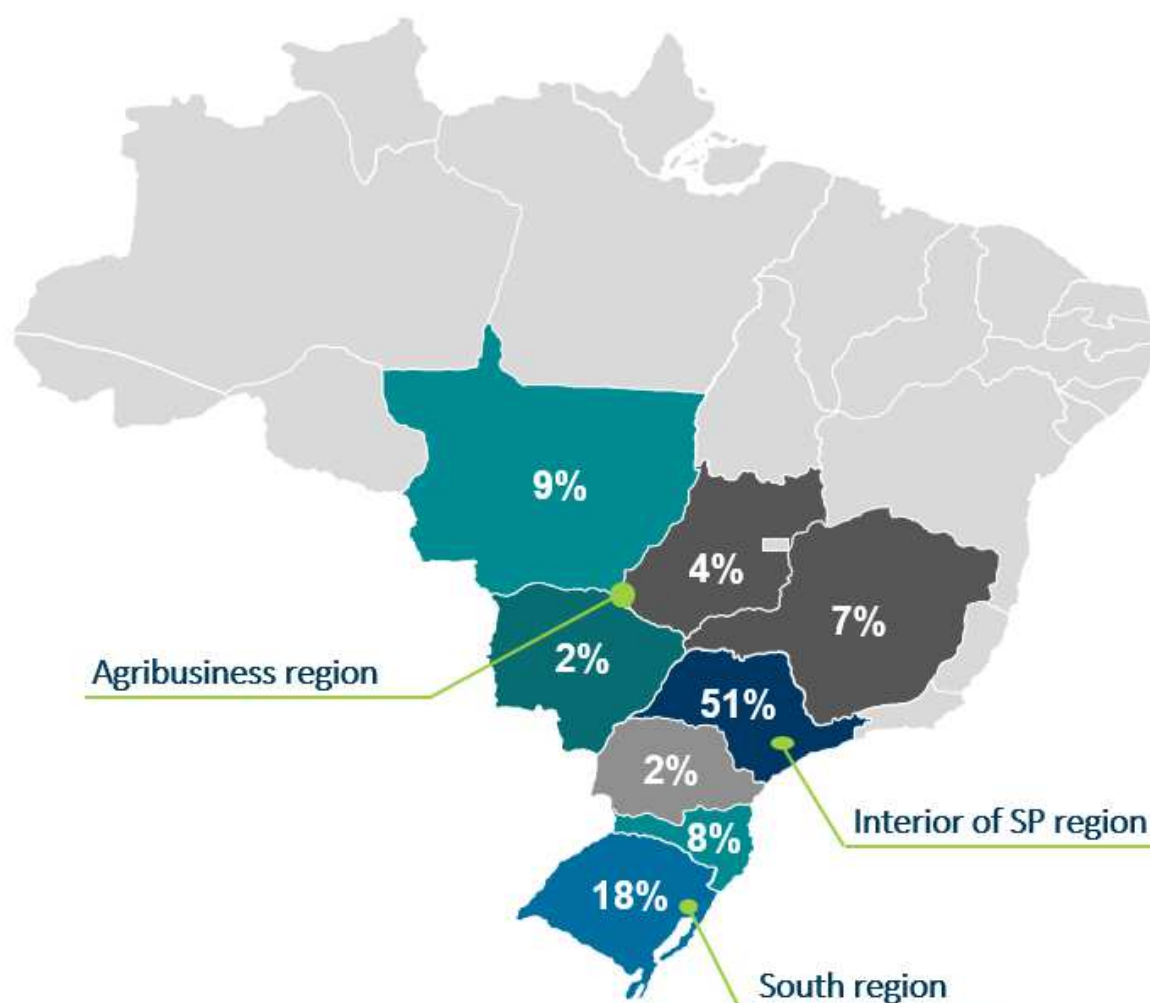 9%
4%
7%
2%
Agribusiness region
51%
2%
Interior of SP region
8%
18%
South region